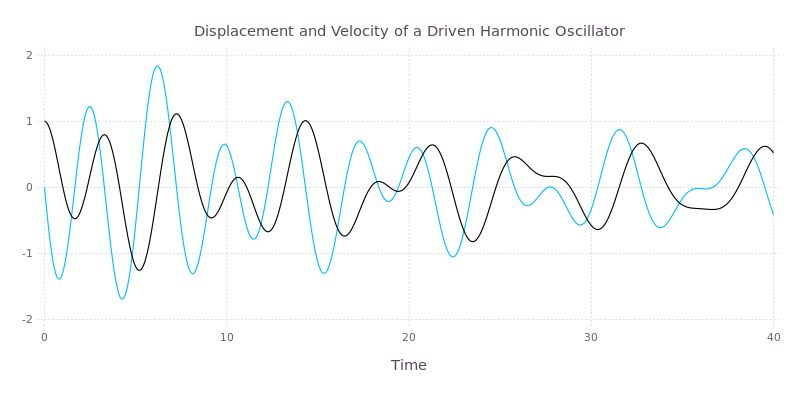 Displacement and Velocity of a Driven Harmonic Oscillator
2
1
0
-1
-2
0 10 20 30 40
Time